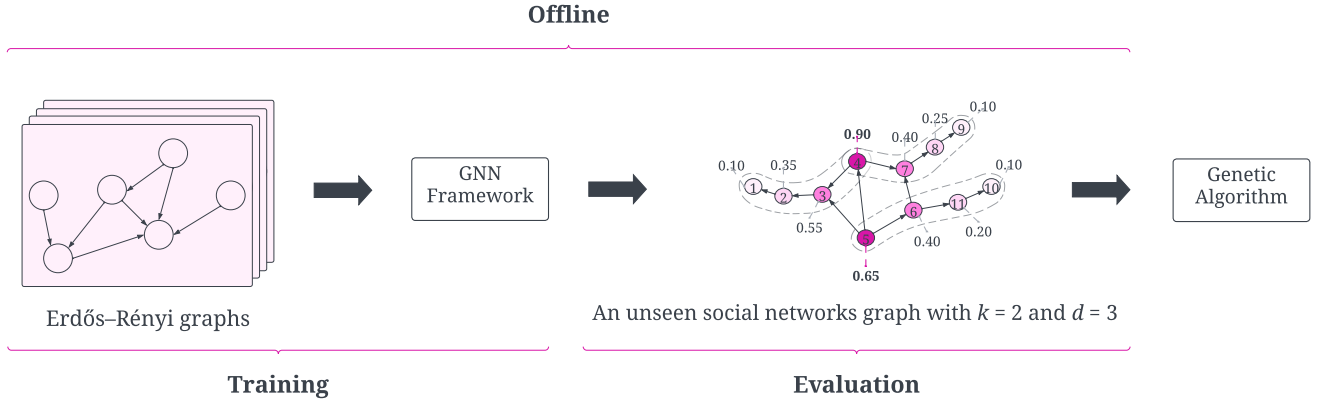 Offline
GNN
Framework
Genetic
Algorithm
0.10
0.25
9
0.90
0.40
8
4
7
0.10
0.35
0.10
1
2
3
10
11
6
0.55
0.20
5
0.40
0.65
Erdős–Rényi graphs
An unseen social networks graph with k = 2 and d = 3
Training
Evaluation